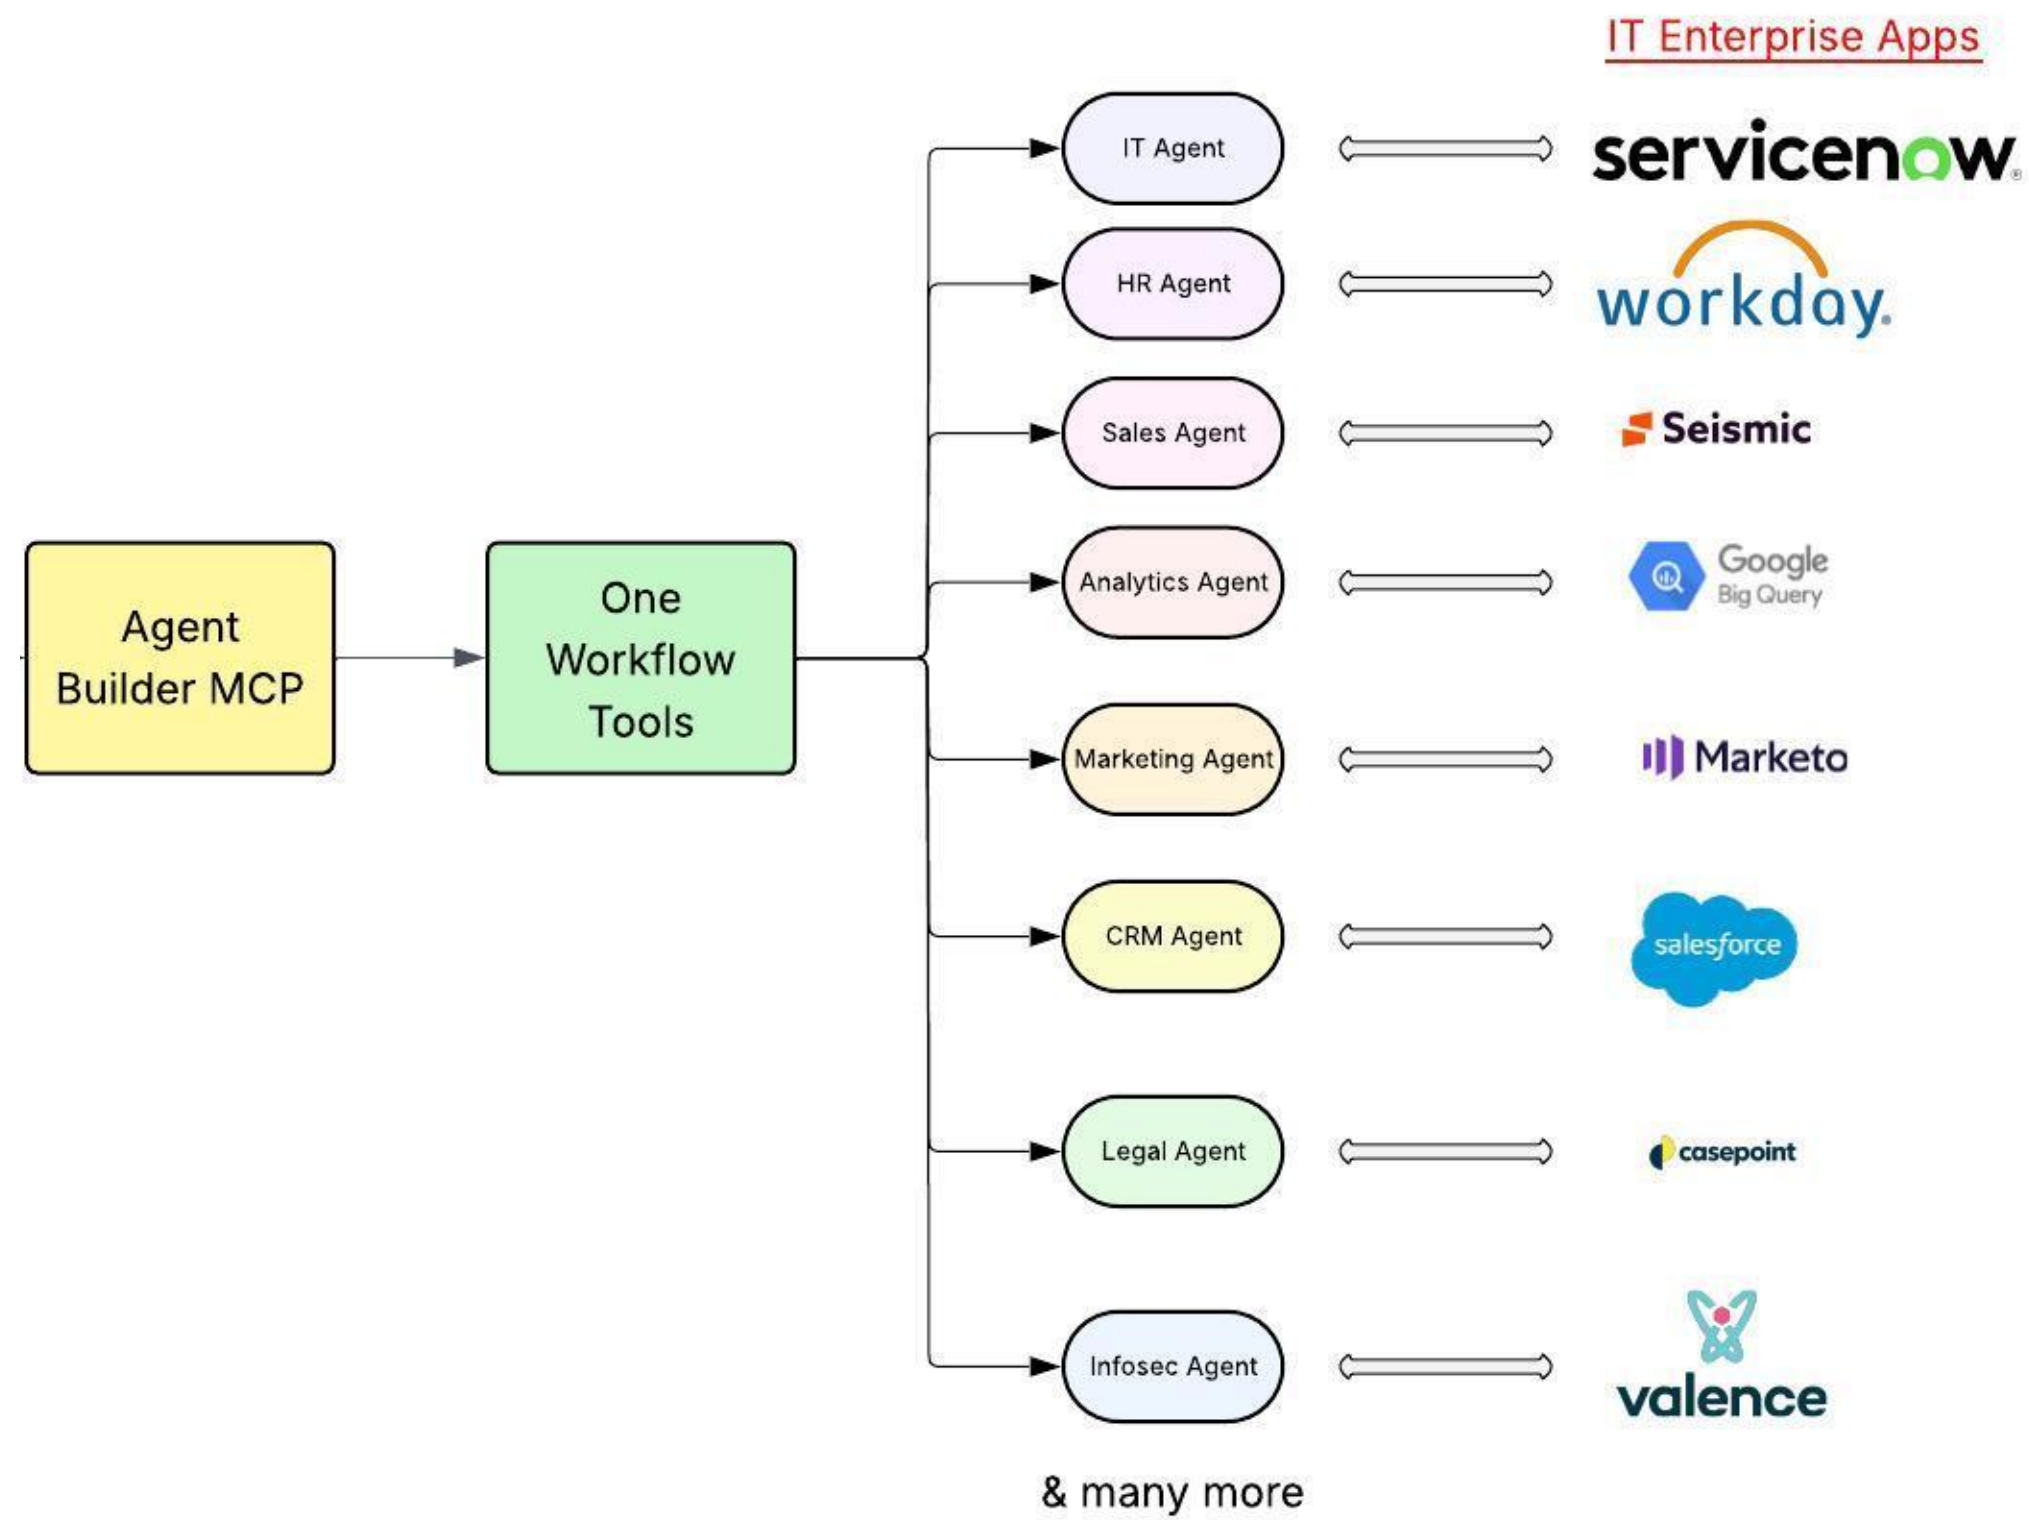 IT Enterprise Apps
IT Agent
servicenow®
HR Agent
workday®
Sales Agent
Seismic
Analytics Agent
Google
Big Query
Agent
Builder MCP
One
Workflow
Tools
Marketing Agent
Marketo
CRM Agent
salesforce
Legal Agent
casepoint
Infosec Agent
valence
& many more